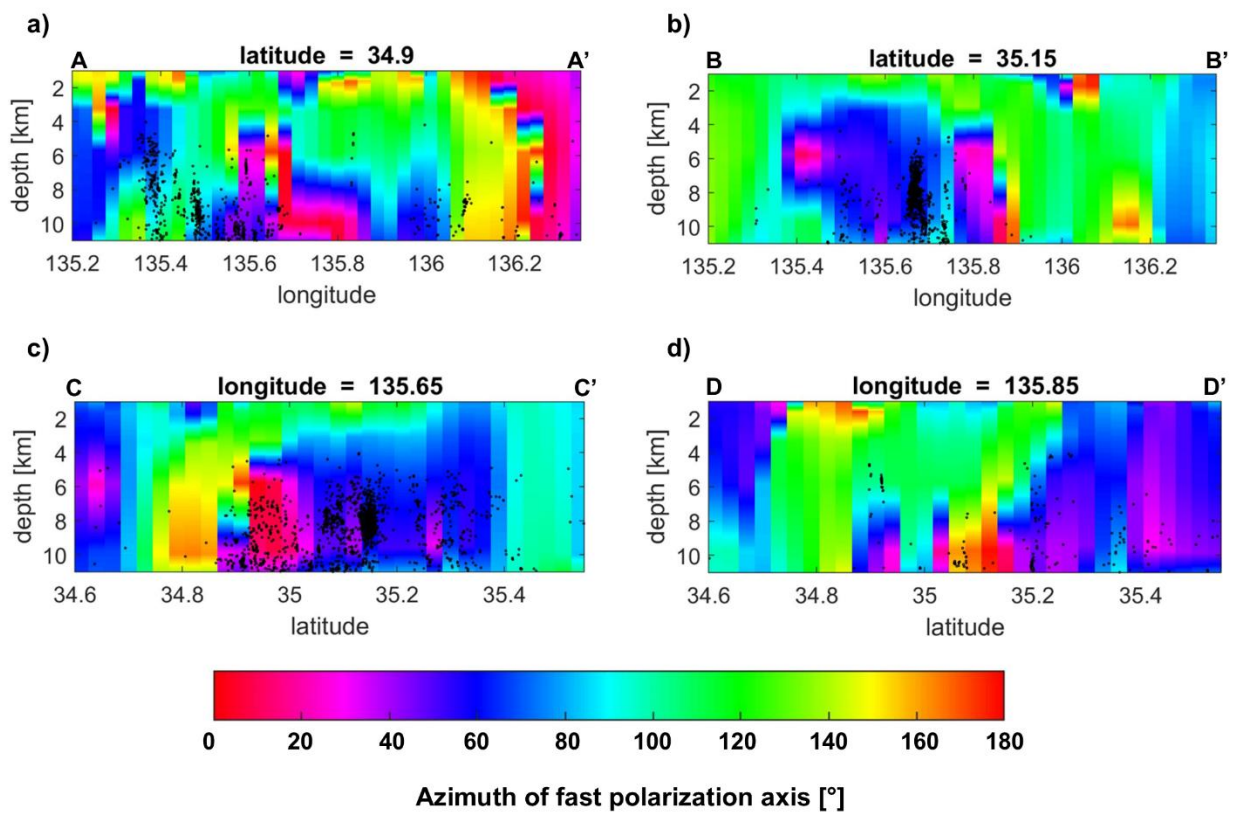 a)
A A'
latitude = 34.9
depth [km]
2
4
6
8
10
135.2 135.4 135.6 135.8 136 136.2
longitude
b)
B B'
latitude = 35.15
depth [km]
2
4
6
8
10
135.2 135.4 135.6 135.8 136 136.2
longitude
c)
C C'
longitude = 135.65
depth [km]
2
4
6
8
10
34.6 34.8 35 35.2 35.4
latitude
d)
D D'
longitude = 135.85
depth [km]
2
4
6
8
10
34.6 34.8 35 35.2 35.4
latitude
0 20 40 60 80 100 120 140 160 180
Azimuth of fast polarization axis [°]